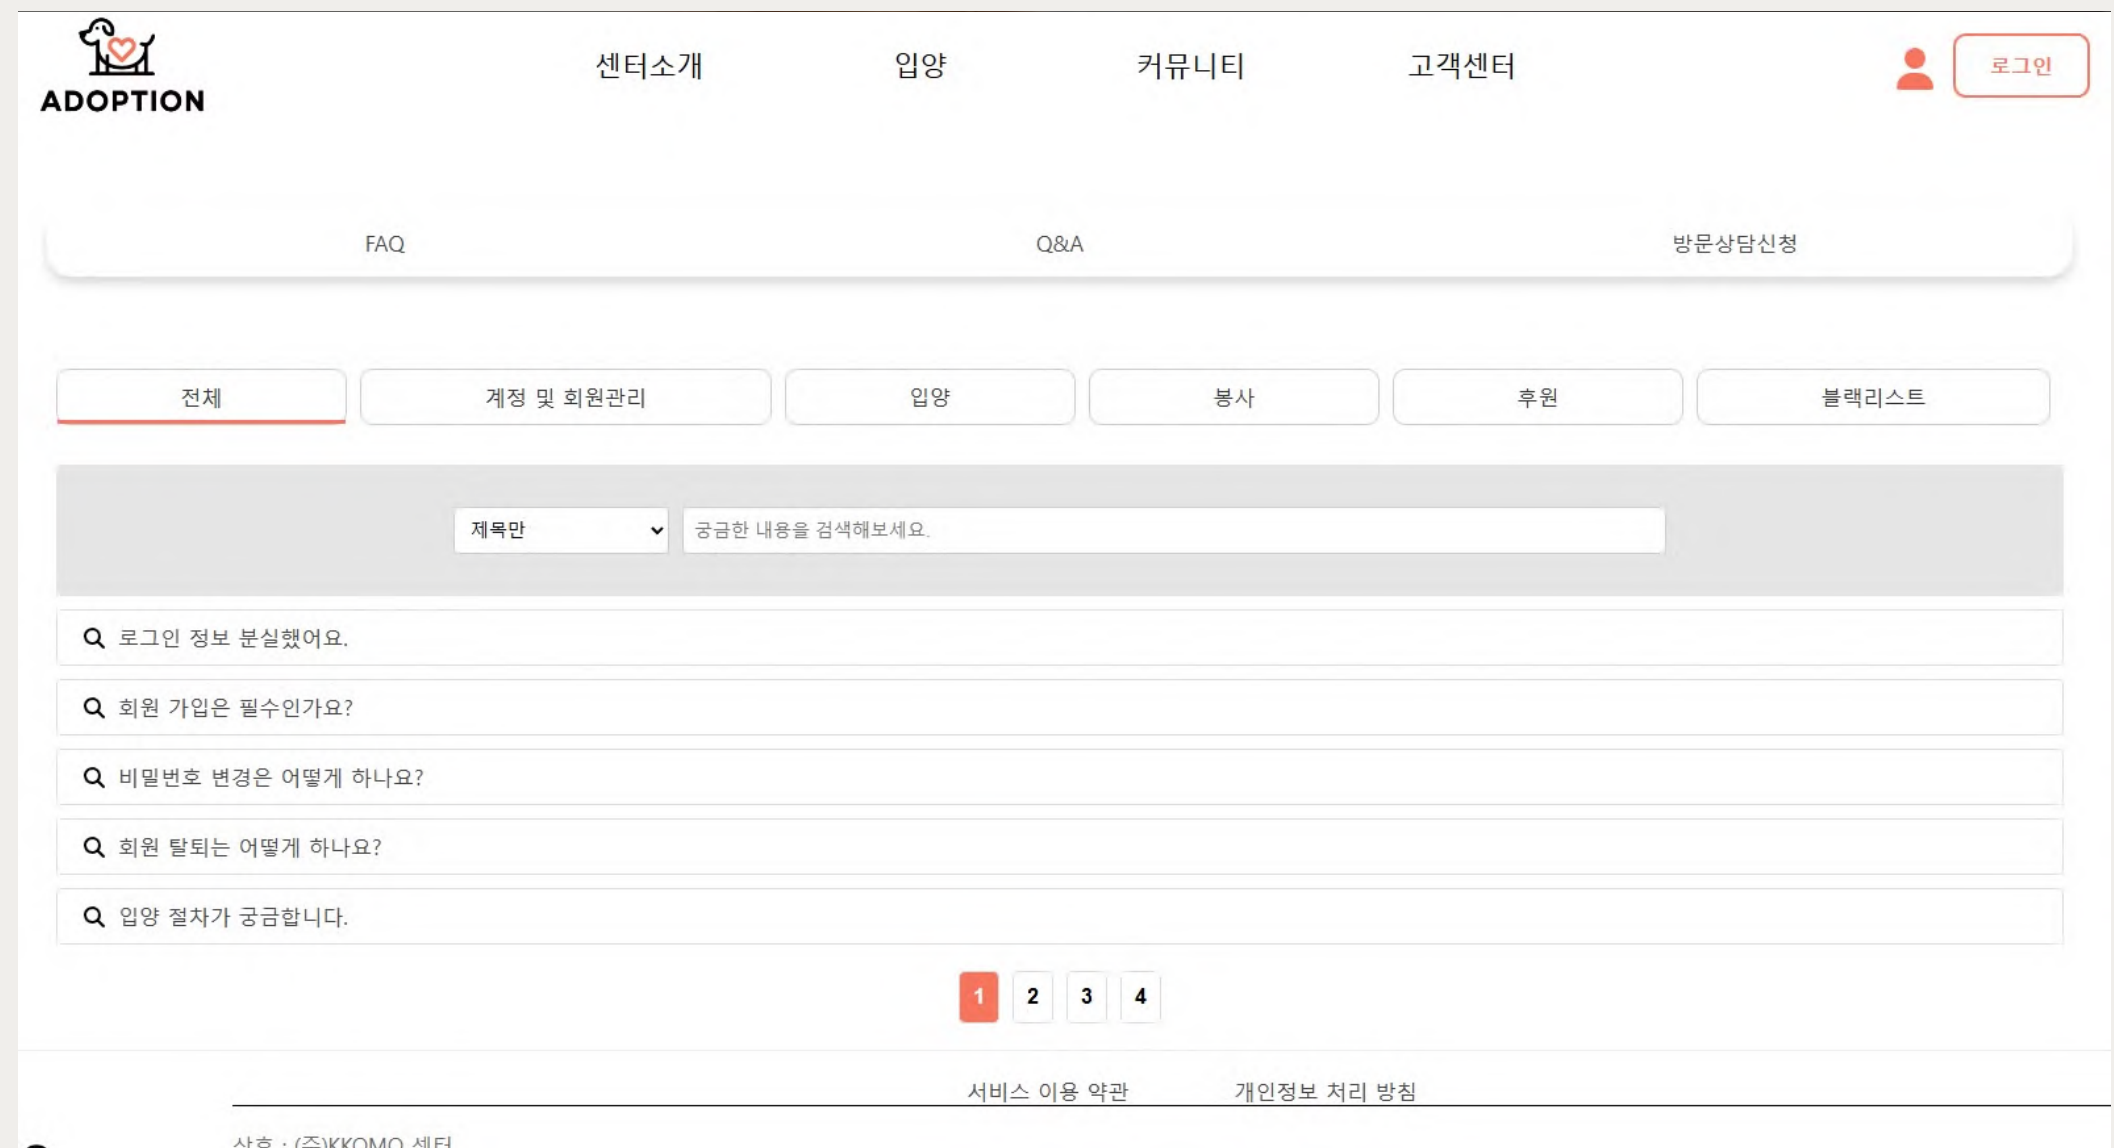 ADOPTION
센터소개 입양 커뮤니티 고객센터 로그인
FAQ Q&A 방문상담신청
전체 계정 및 회원관리 입양 봉사 후원 블랙리스트
제목만 궁금한 내용을 검색해보세요.
로그인 정보 분실했어요.
회원 가입은 필수인가요?
비밀번호 변경은 어떻게 하나요?
회원 탈퇴는 어떻게 하나요?
입양 절차가 궁금합니다.
1 2 3 4
서비스 이용 약관 개인정보 처리 방침
상호 : (주)KKOMO 센터